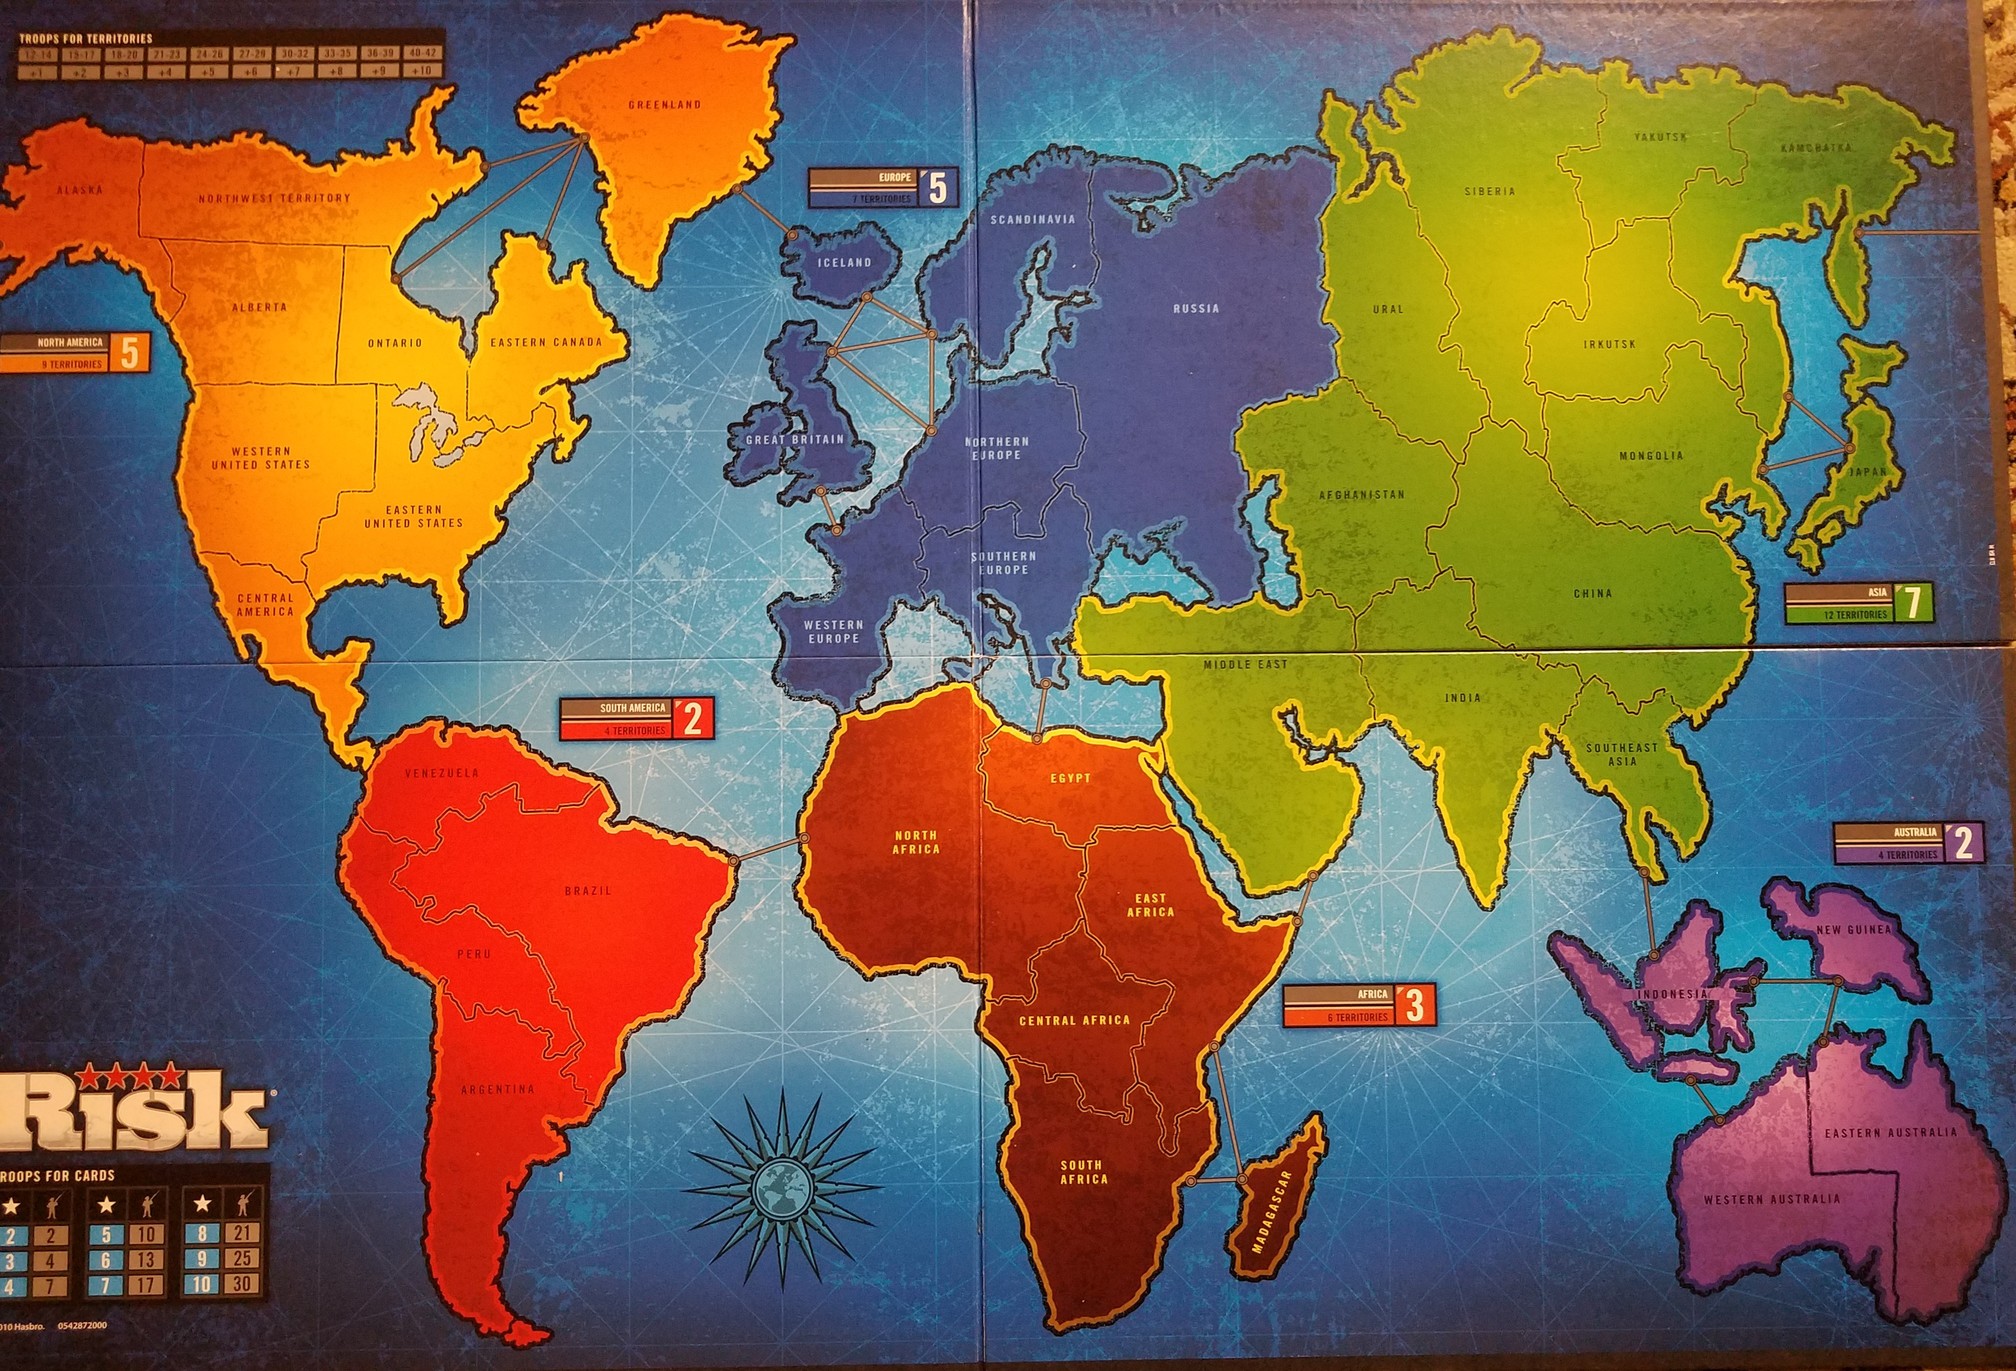 TROOPS FOR TERRITORIES
12-14 15-17 18-20 21-23 24-26 27-29 30-32 33-35 36-39 40-42
+1 +2 +3 +4 +5 +6 +7 +8 +9 +10
GREENLAND
ALASKA
NORTHWEST TERRITORY
ALBERTA
ONTARIO
EASTERN CANADA
NORTH AMERICA 5
9 TERRITORIES
WESTERN
UNITED STATES
EASTERN
UNITED STATES
CENTRAL
AMERICA
EUROPE 5
7 TERRITORIES
ICELAND
SCANDINAVIA
RUSSIA
GREAT BRITAIN
NORTHERN
EUROPE
SOUTHERN
EUROPE
WESTERN
EUROPE
YAKUTSK
KAMCHATKA
SIBERIA
URAL
IRKUTSK
MONGOLIA
JAPAN
AFGHANISTAN
CHINA
ASIA 7
12 TERRITORIES
MIDDLE EAST
INDIA
SOUTHEAST
ASIA
SOUTH AMERICA 2
4 TERRITORIES
VENEZUELA
BRAZIL
PERU
ARGENTINA
NORTH
AFRICA
EGYPT
EAST
AFRICA
CENTRAL AFRICA
SOUTH
AFRICA
MADAGASCAR
AFRICA 3
6 TERRITORIES
AUSTRALIA 2
4 TERRITORIES
NEW GUINEA
INDONESIA
EASTERN AUSTRALIA
WESTERN AUSTRALIA
RISK®
ROOPS FOR CARDS
2 2 5 10 8 21
3 4 6 13 9 25
4 7 7 17 10 30
010 Hasbro. 0542872000